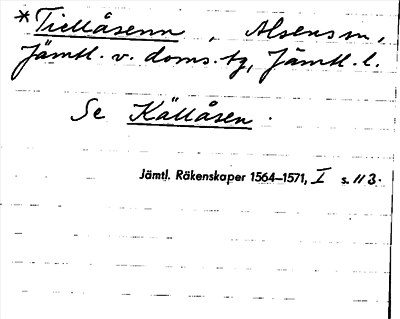 *Tiellåsenn, Alsens sn,
Jämtl. v. doms. tg, Jämtl. l.
Se Källåsen.
Jämtl. Räkenskaper 1564–1571, I s. 113.